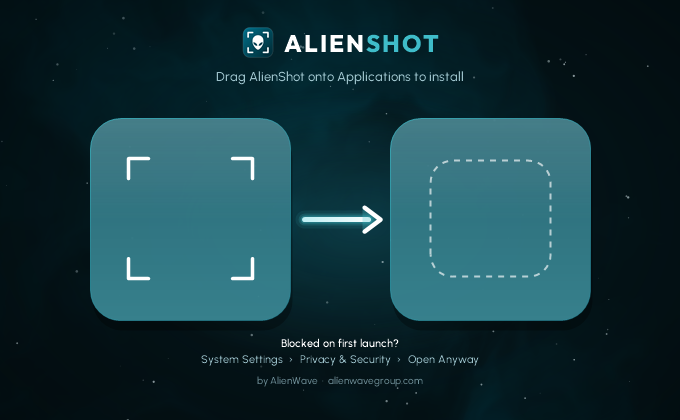 ALIENSHOT
Drag AlienShot onto Applications to install
Blocked on first launch?
System Settings › Privacy & Security › Open Anyway
by AlienWave · alienwavegroup.com